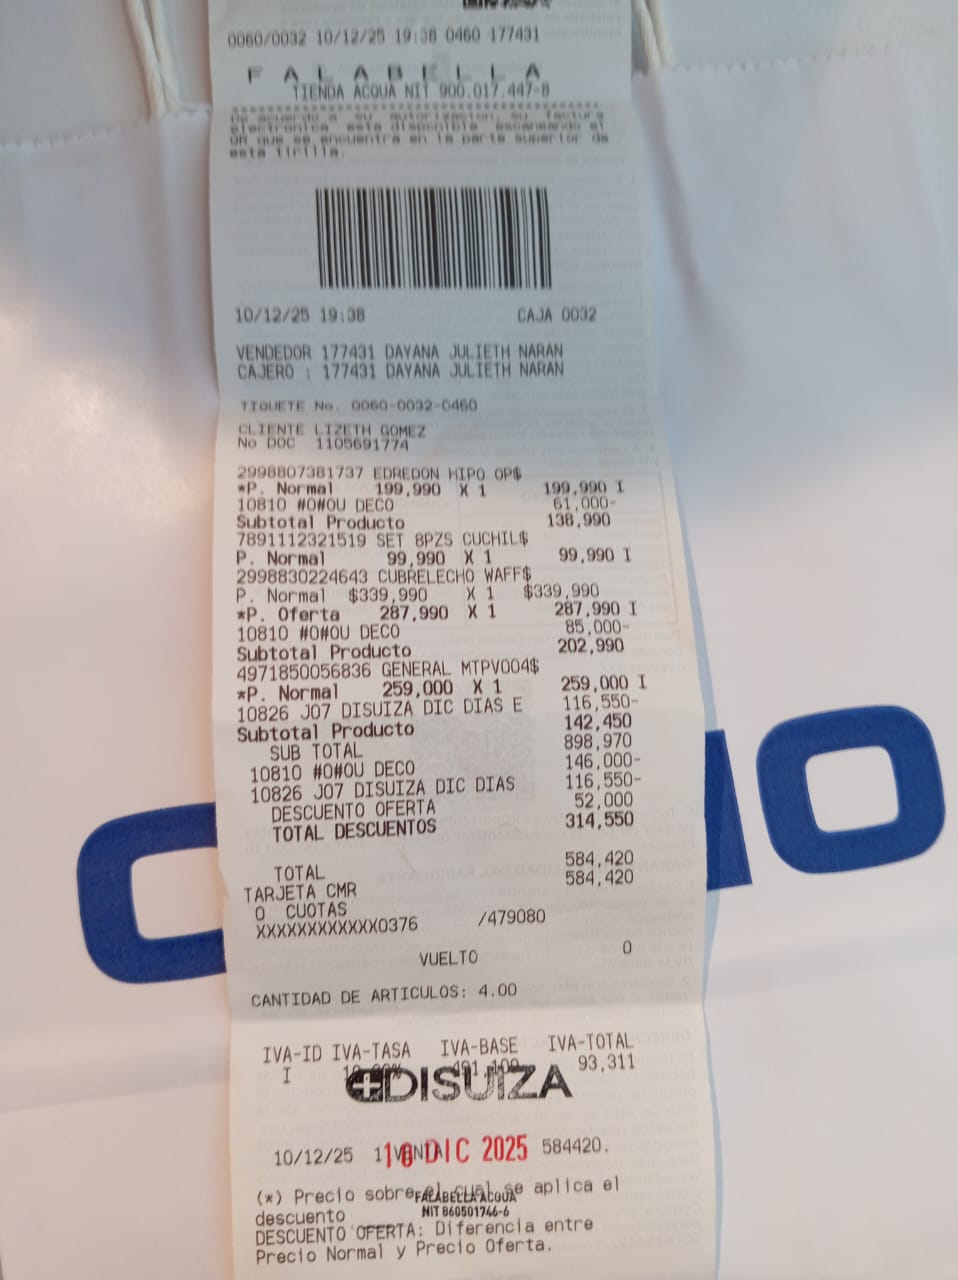 0060/0032 10/12/25 19:38 0460 177431
FALABELLA
TIENDA ACQUA NIT 900.017.447-8
De acuerdo a su autorizacion, su factura
electronica esta disponible escaneando el
QR que se encuentra en la parte superior de
esta tirilla.
10/12/25 19:38 CAJA 0032
VENDEDOR 177431 DAYANA JULIETH NARAN
CAJERO : 177431 DAYANA JULIETH NARAN
TIQUETE No. 0060-0032-0460
CLIENTE LIZETH GOMEZ
No DOC 1105691774
2998807381737 EDREDON HIPO OP$
*P. Normal 199,990 X 1 199,990 I
10810 #O#OU DECO 61,000-
Subtotal Producto 138,990
7891112321519 SET 8PZS CUCHIL$
P. Normal 99,990 X 1 99,990 I
2998830224643 CUBRELECHO WAFF$
P. Normal $339,990 X 1 $339,990
*P. Oferta 287,990 X 1 287,990 I
10810 #O#OU DECO 85,000-
Subtotal Producto 202,990
4971850056836 GENERAL MTPV004$
*P. Normal 259,000 X 1 259,000 I
10826 J07 DISUIZA DIC DIAS E 116,550-
Subtotal Producto 142,450
SUB TOTAL 898,970
10810 #O#OU DECO 146,000-
10826 J07 DISUIZA DIC DIAS 116,550-
DESCUENTO OFERTA 52,000
TOTAL DESCUENTOS 314,550
TOTAL 584,420
TARJETA CMR 584,420
0 CUOTAS
XXXXXXXXXXXX0376 /479080
VUELTO 0
CANTIDAD DE ARTICULOS: 4.00
IVA-ID IVA-TASA IVA-BASE IVA-TOTAL
I 491,109 93,311
DISUIZA
10/12/25 VENTA 584420.
10 DIC 2025
(*) Precio sobre el cual se aplica el
descuento
FALABELLA ACQUA
NIT 860501746-6
DESCUENTO OFERTA: Diferencia entre
Precio Normal y Precio Oferta.